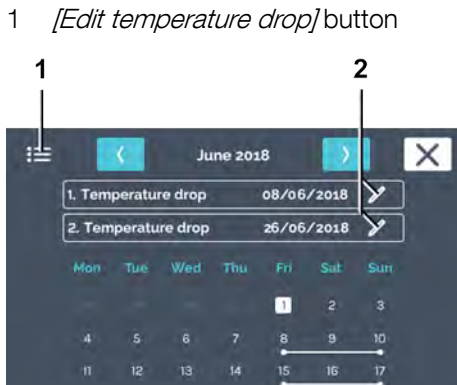 1 [Edit temperature drop] button
1 2
June 2018
1. Temperature drop 08/06/2018
2. Temperature drop 26/06/2018
Mon Tue Wed Thu Fri Sat Sun
1 2 3
4 5 6 7 8 9 10
11 12 13 14 15 16 17